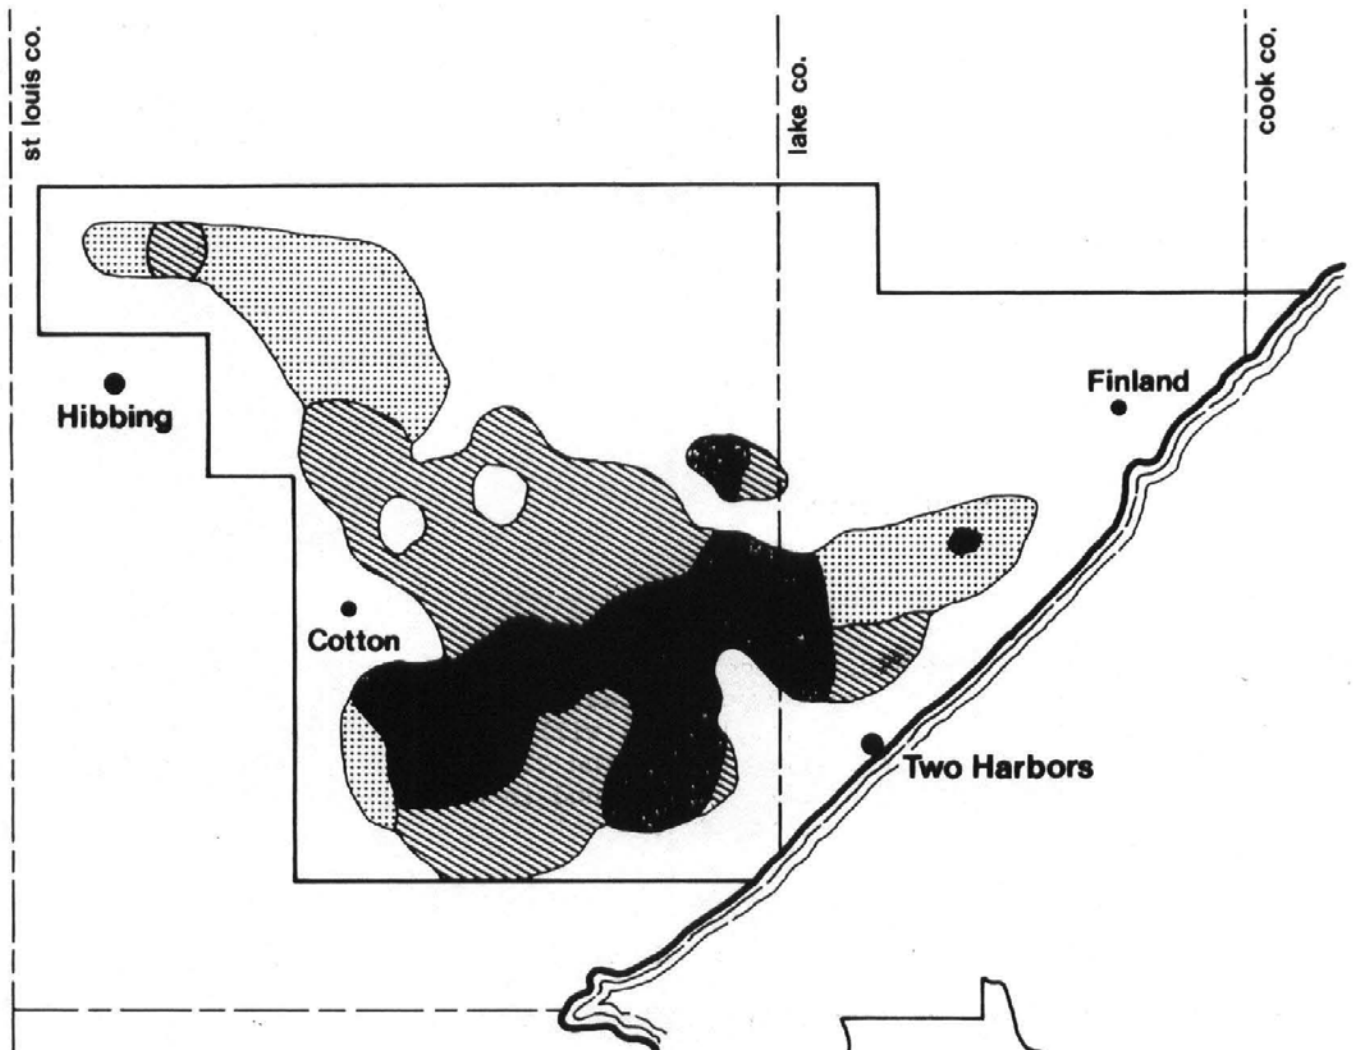 st louis co.
lake co.
cook co.
Finland
Hibbing
Cotton
Two Harbors